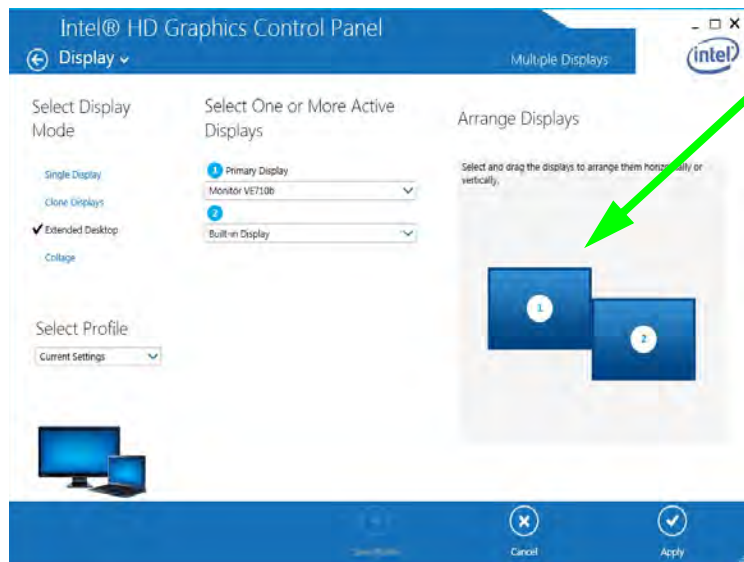 Intel® HD Graphics Control Panel
Display
Multiple Displays
intel
Select Display
Mode
Single Display
Clone Displays
Extended Desktop
Collage
Select Profile
Current Settings
Select One or More Active
Displays
1 Primary Display
Monitor VE710b
2
Built-in Display
Arrange Displays
Select and drag the displays to arrange them or
vertically.
1
2
Cancel
Apply